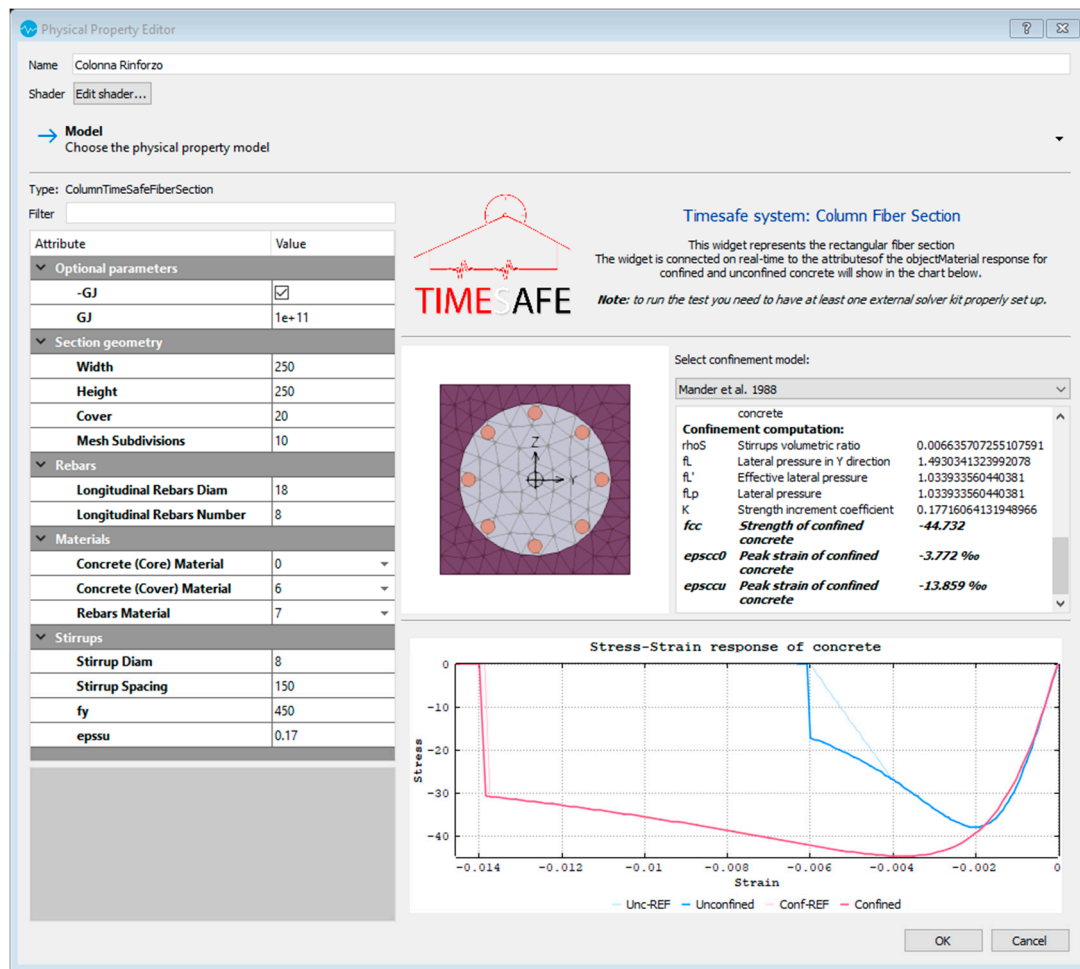 Physical Property Editor
Name Colonna Rinforzo
Shader Edit shader...
Model
Choose the physical property model
Type: ColumnTimeSafeFiberSection
Filter
Attribute Value
Optional parameters
-GJ
GJ 1e+11
Section geometry
Width 250
Height 250
Cover 20
Mesh Subdivisions 10
Rebars
Longitudinal Rebars Diam 18
Longitudinal Rebars Number 8
Materials
Concrete (Core) Material 0
Concrete (Cover) Material 6
Rebars Material 7
Stirrups
Stirrup Diam 8
Stirrup Spacing 150
fy 450
epssu 0.17
TIMESAFE
Timesafe system: Column Fiber Section
This widget represents the rectangular fiber section
The widget is connected on real-time to the attributesof the objectMaterial response for
confined and unconfined concrete will show in the chart below.
Note: to run the test you need to have at least one external solver kit properly set up.
Z
Y
Select confinement model:
Mander et al. 1988
concrete
Confinement computation:
rhoS Stirrups volumetric ratio 0.006635707255107591
fL Lateral pressure in Y direction 1.4930341323992078
fL' Effective lateral pressure 1.033933560440381
fLp Lateral pressure 1.033933560440381
K Strength increment coefficient 0.17716064131948966
fcc Strength of confined -44.732
concrete
epscc0 Peak strain of confined -3.772 ‰
concrete
epsccu Peak strain of confined -13.859 ‰
concrete
Stress-Strain response of concrete
0
-10
-20
-30
-40
Stress
-0.014 -0.012 -0.01 -0.008 -0.006 -0.004 -0.002 0
Strain
Unc-REF Unconfined Conf-REF Confined
OK Cancel